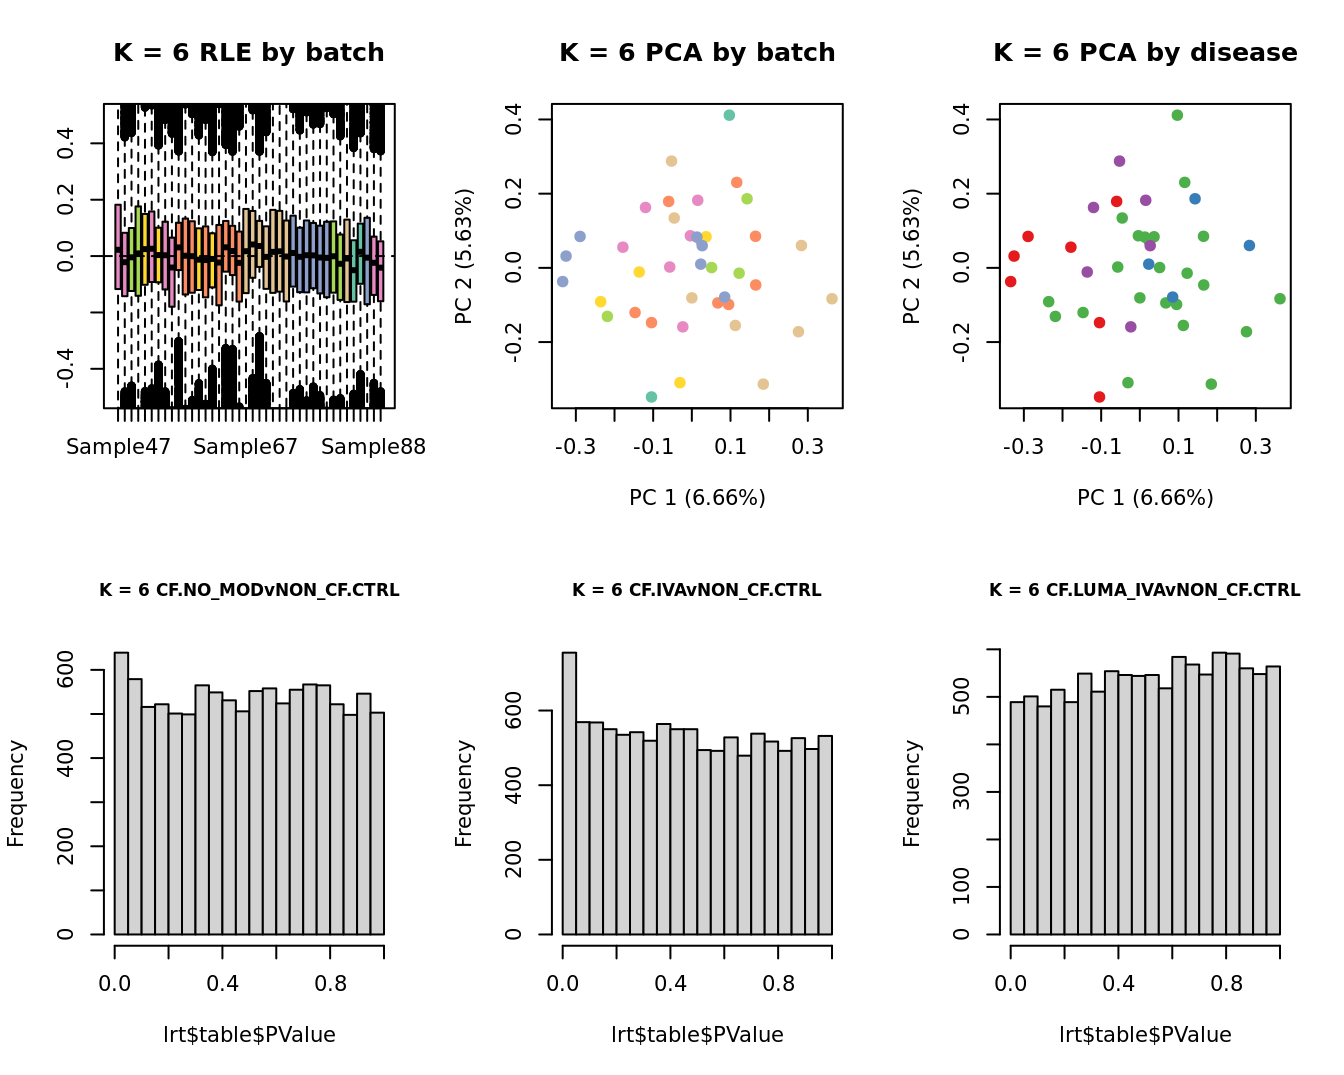 K = 6 RLE by batch
0.4
0.2
0.0
-0.4
Sample47 Sample67 Sample88
K = 6 PCA by batch
PC 2 (5.63%)
0.4
0.2
0.0
-0.2
-0.3 -0.1 0.1 0.3
PC 1 (6.66%)
K = 6 PCA by disease
PC 2 (5.63%)
0.4
0.2
0.0
-0.2
-0.3 -0.1 0.1 0.3
PC 1 (6.66%)
K = 6 CF.NO_MODvNON_CF.CTRL
Frequency
600
400
200
0
0.0 0.4 0.8
lrt$table$PValue
K = 6 CF.IVAvNON_CF.CTRL
Frequency
600
400
200
0
0.0 0.4 0.8
lrt$table$PValue
K = 6 CF.LUMA_IVAvNON_CF.CTRL
Frequency
500
300
100
0
0.0 0.4 0.8
lrt$table$PValue